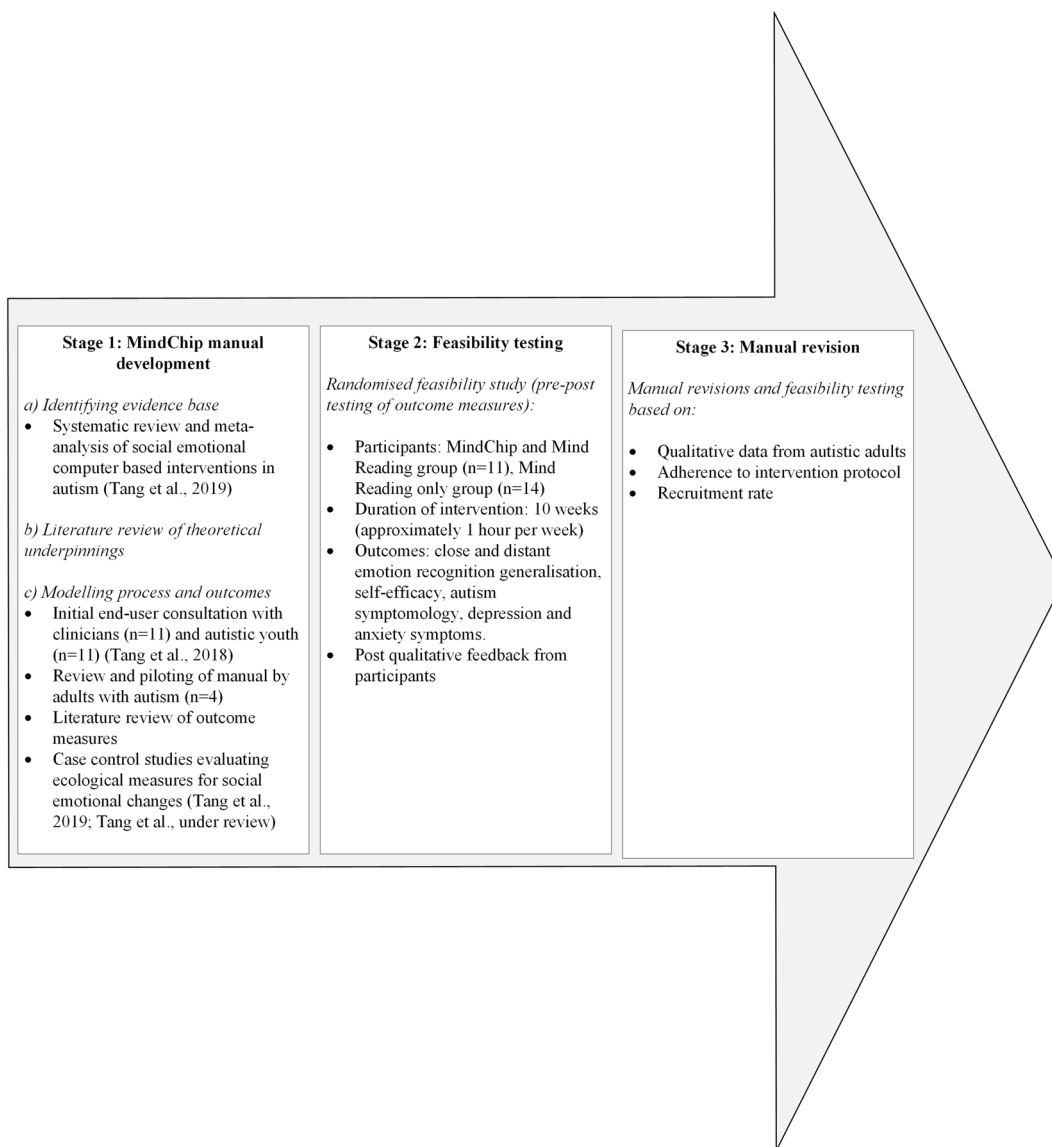 Stage 1: MindChip manual
development
a) Identifying evidence base
• Systematic review and meta-
analysis of social emotional
computer based interventions in
autism (Tang et al., 2019)
b) Literature review of theoretical
underpinnings
c) Modelling process and outcomes
• Initial end-user consultation with
clinicians (n=11) and autistic youth
(n=11) (Tang et al., 2018)
• Review and piloting of manual by
adults with autism (n=4)
• Literature review of outcome
measures
• Case control studies evaluating
ecological measures for social
emotional changes (Tang et al.,
2019; Tang et al., under review)
Stage 2: Feasibility testing
Randomised feasibility study (pre-post
testing of outcome measures):
• Participants: MindChip and Mind
Reading group (n=11), Mind
Reading only group (n=14)
• Duration of intervention: 10 weeks
(approximately 1 hour per week)
• Outcomes: close and distant
emotion recognition generalisation,
self-efficacy, autism
symptomology, depression and
anxiety symptoms.
• Post qualitative feedback from
participants
Stage 3: Manual revision
Manual revisions and feasibility testing
based on:
• Qualitative data from autistic adults
• Adherence to intervention protocol
• Recruitment rate